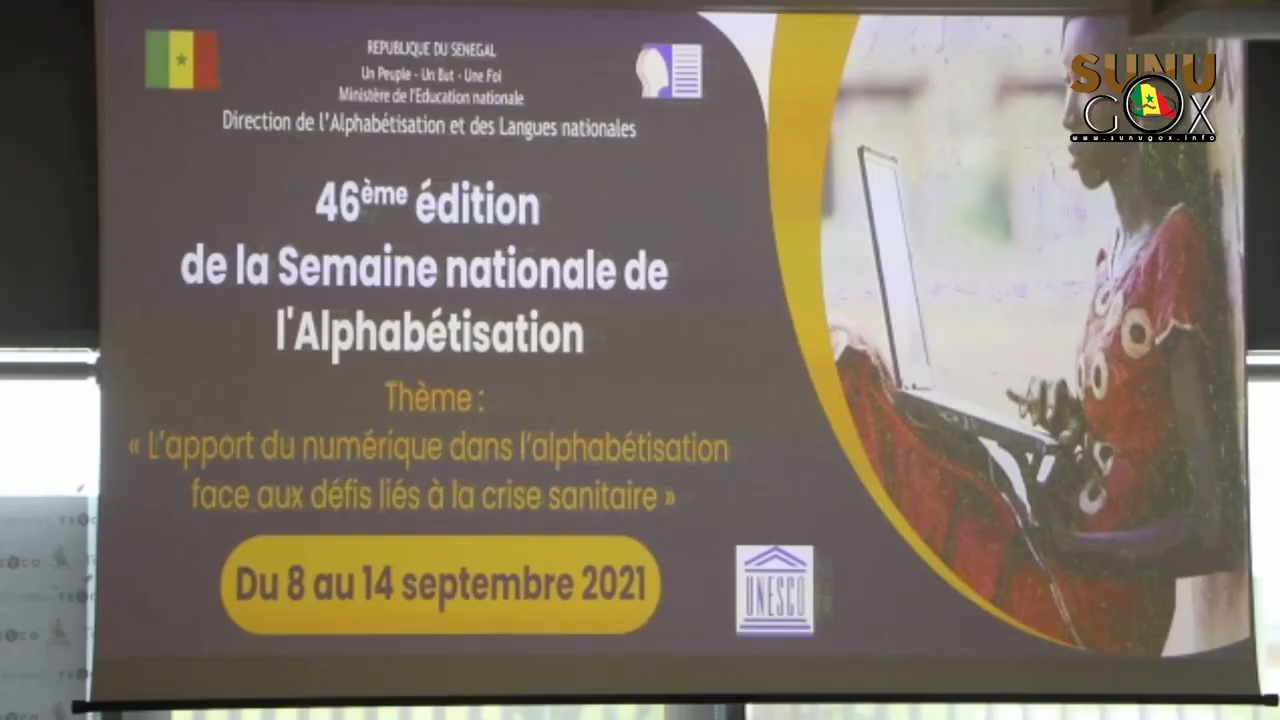 REPUBLIQUE DU SENEGAL
Un Peuple - Un But - Une Foi
Ministère de l'Education nationale
Direction de l'Alphabétisation et des Langues nationales
46ème édition
de la Semaine nationale de
l'Alphabétisation
Thème :
« L'apport du numérique dans l'alphabétisation
face aux défis liés à la crise sanitaire »
Du 8 au 14 septembre 2021
UNESCO
SUNU
GOX
www.sunugox.info